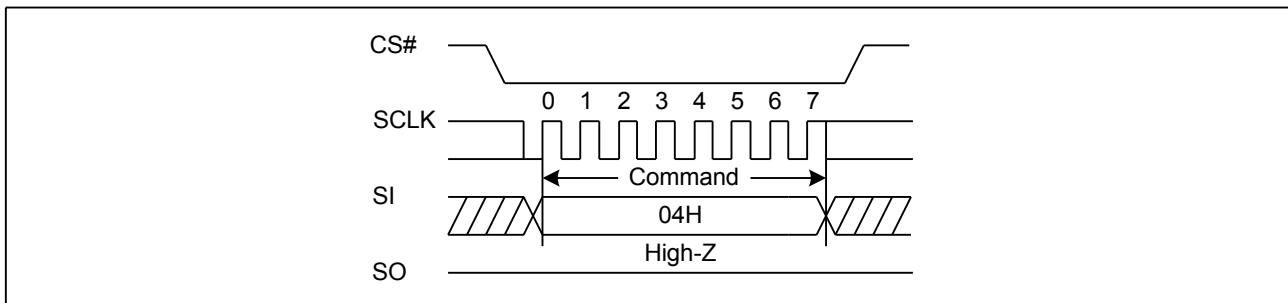 CS#
0 1 2 3 4 5 6 7
SCLK
Command
SI
04H
High-Z
SO